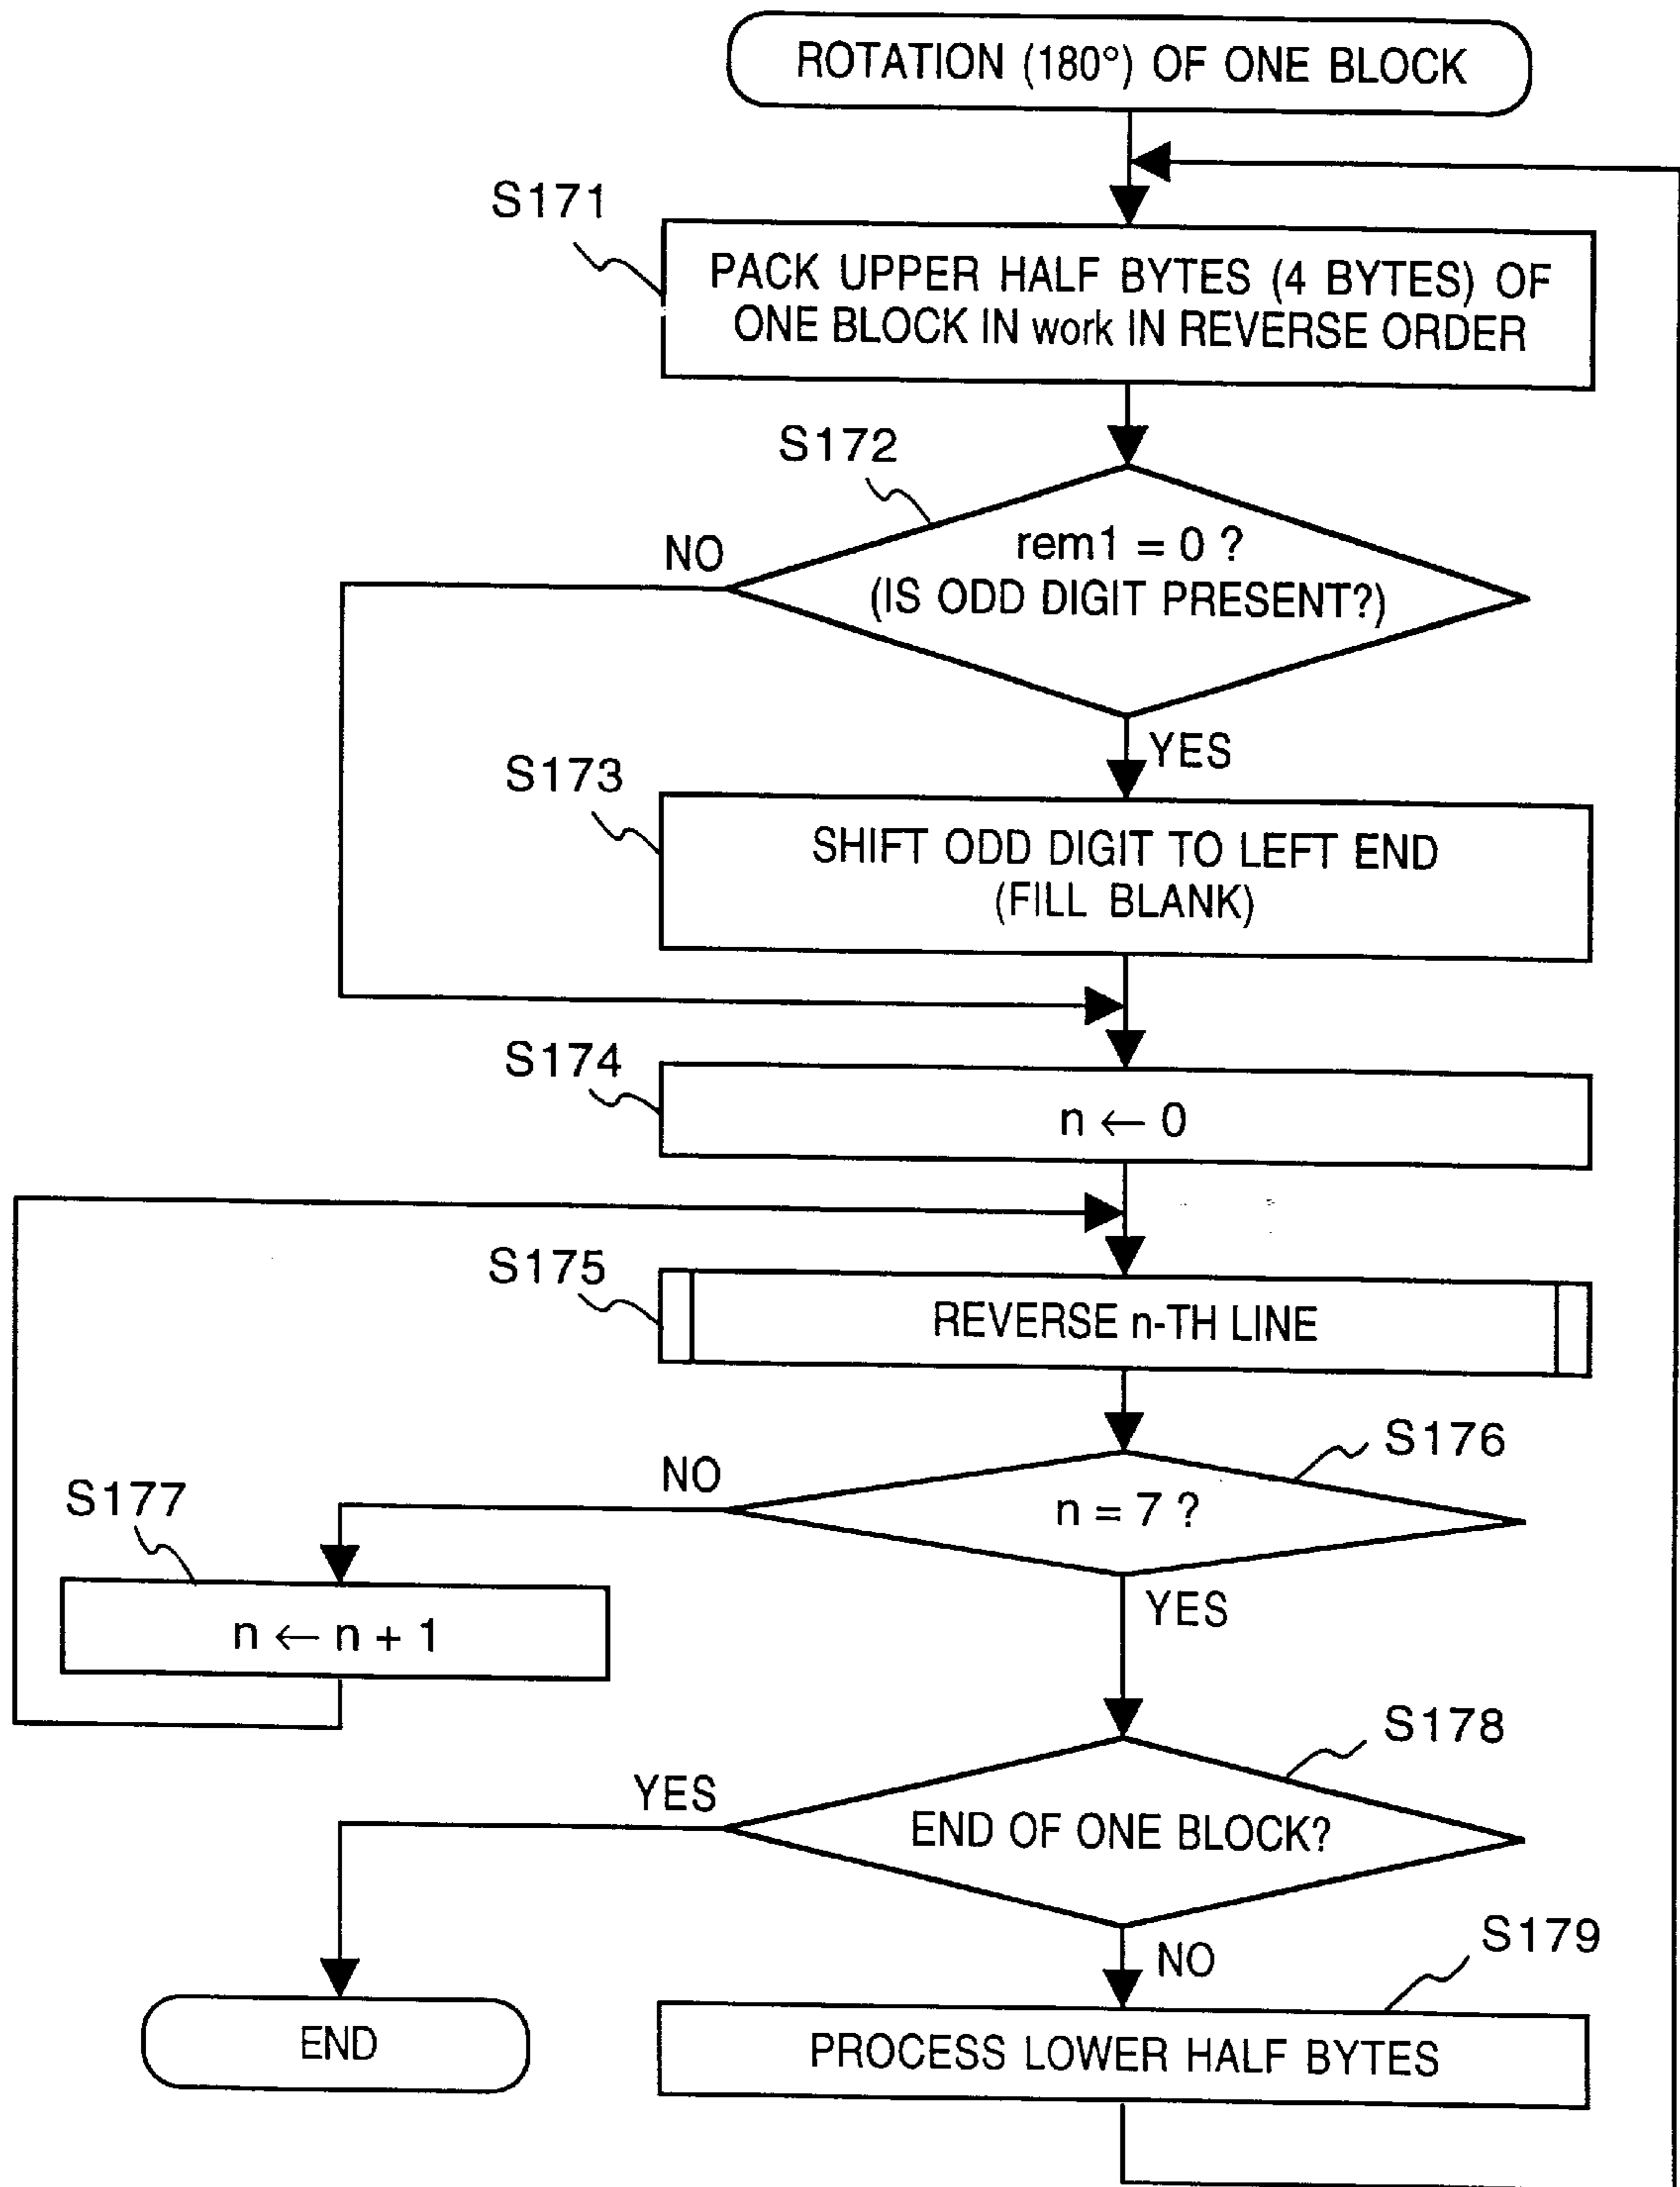 ROTATION (180°) OF ONE BLOCK
S171
PACK UPPER HALF BYTES (4 BYTES) OF
ONE BLOCK IN work IN REVERSE ORDER
S172
NO
rem1 = 0 ?
(IS ODD DIGIT PRESENT?)
YES
S173
SHIFT ODD DIGIT TO LEFT END
(FILL BLANK)
S174
n ← 0
S175
REVERSE n-TH LINE
S176
NO
n = 7 ?
S177
YES
n ← n + 1
S178
YES
END OF ONE BLOCK?
S179
NO
END
PROCESS LOWER HALF BYTES